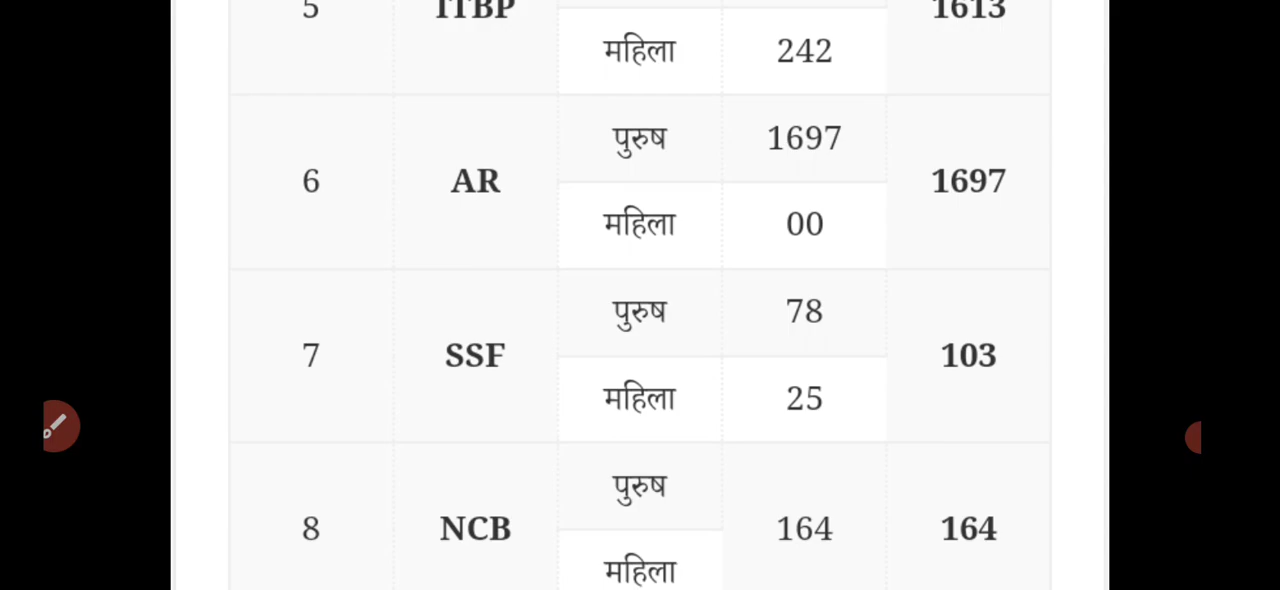 5 ITBP 1613
महिला 242
पुरुष 1697
6 AR 1697
महिला 00
पुरुष 78
7 SSF 103
महिला 25
पुरुष
8 NCB 164 164
महिला